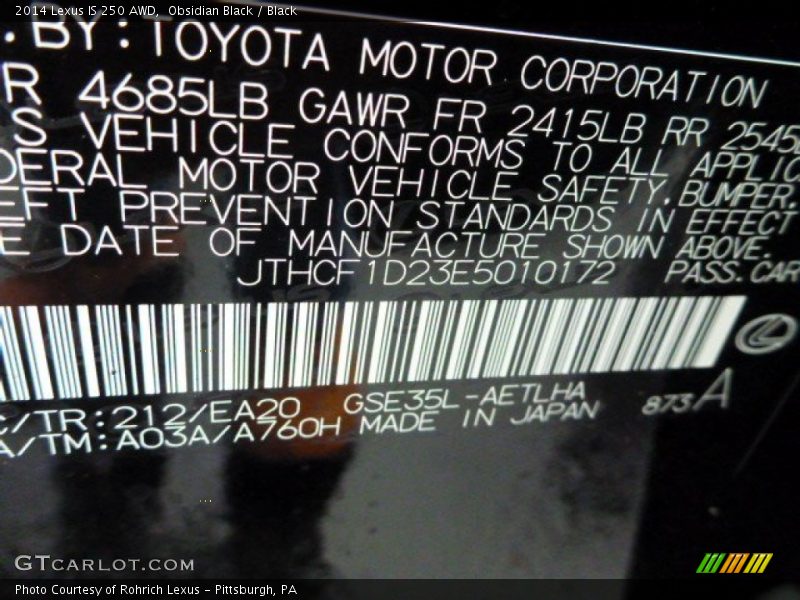 2014 Lexus IS 250 AWD, Obsidian Black / Black
. BY: TOYOTA MOTOR CORPORATION
R 4685LB GAWR FR 2415LB RR 2545
S VEHICLE CONFORMS TO ALL APPLIC
DERAL MOTOR VEHICLE SAFETY, BUMPER,
EFT PREVENTION STANDARDS IN EFFECT
E DATE OF MANUFACTURE SHOWN ABOVE.
JTHCF1D23E5010172 PASS. CAR
C/TR:212/EA20 GSE35L-AETLHA
A/TM:A03A/A760H MADE IN JAPAN 873A
GTCARLOT.COM
Photo Courtesy of Rohrich Lexus - Pittsburgh, PA